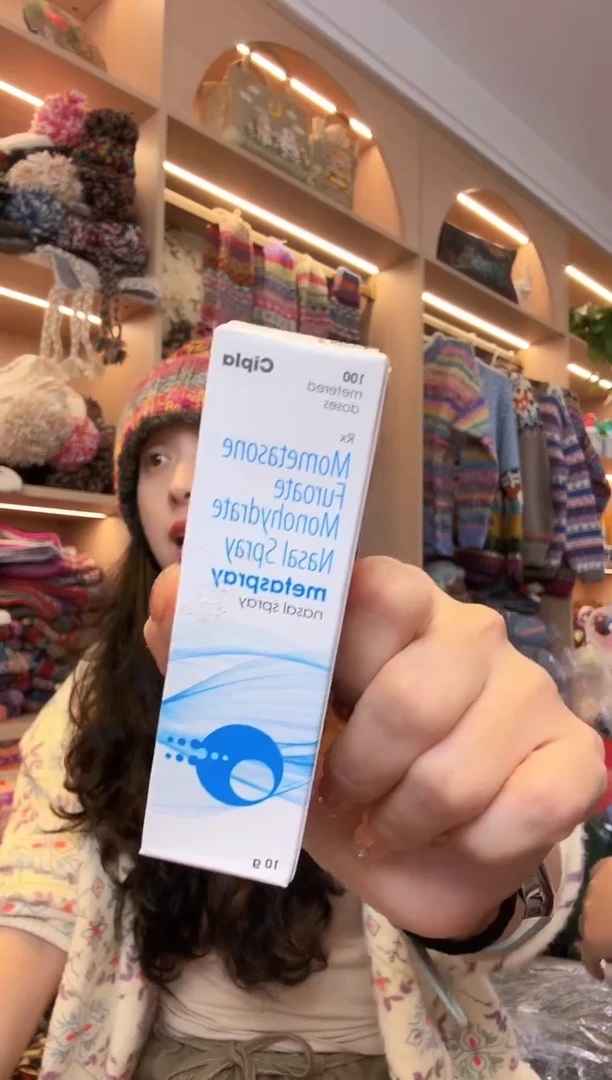 Cipla
100
metered
doses
Rx
Mometasone
Furoate
Monohydrate
Nasal Spray
metaspray
nasal spray
10 g